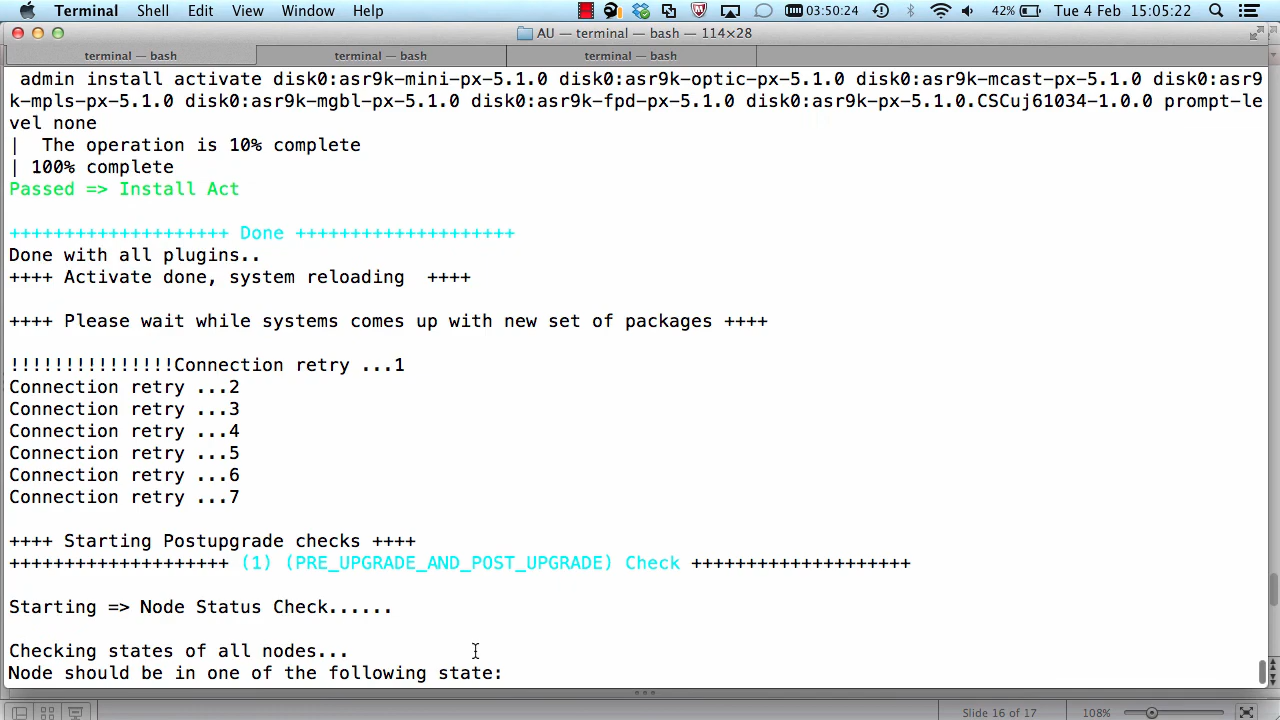 Terminal Shell Edit View Window Help 03:50:24 42% Tue 4 Feb 15:05:22
AU — terminal — bash — 114×28
terminal — bash terminal — bash terminal — bash
admin install activate disk0:asr9k-mini-px-5.1.0 disk0:asr9k-optic-px-5.1.0 disk0:asr9k-mcast-px-5.1.0 disk0:asr9
k-mpls-px-5.1.0 disk0:asr9k-mgbl-px-5.1.0 disk0:asr9k-fpd-px-5.1.0 disk0:asr9k-px-5.1.0.CSCuj61034-1.0.0 prompt-le
vel none
|  The operation is 10% complete
| 100% complete
Passed => Install Act
++++++++++++++++++++ Done ++++++++++++++++++++
Done with all plugins..
++++ Activate done, system reloading  ++++
++++ Please wait while systems comes up with new set of packages ++++
!!!!!!!!!!!!!!!Connection retry ...1
Connection retry ...2
Connection retry ...3
Connection retry ...4
Connection retry ...5
Connection retry ...6
Connection retry ...7
++++ Starting Postupgrade checks ++++
++++++++++++++++++++ (1) (PRE_UPGRADE_AND_POST_UPGRADE) Check ++++++++++++++++++++
Starting => Node Status Check......
Checking states of all nodes...
Node should be in one of the following state:
Slide 16 of 17 108%